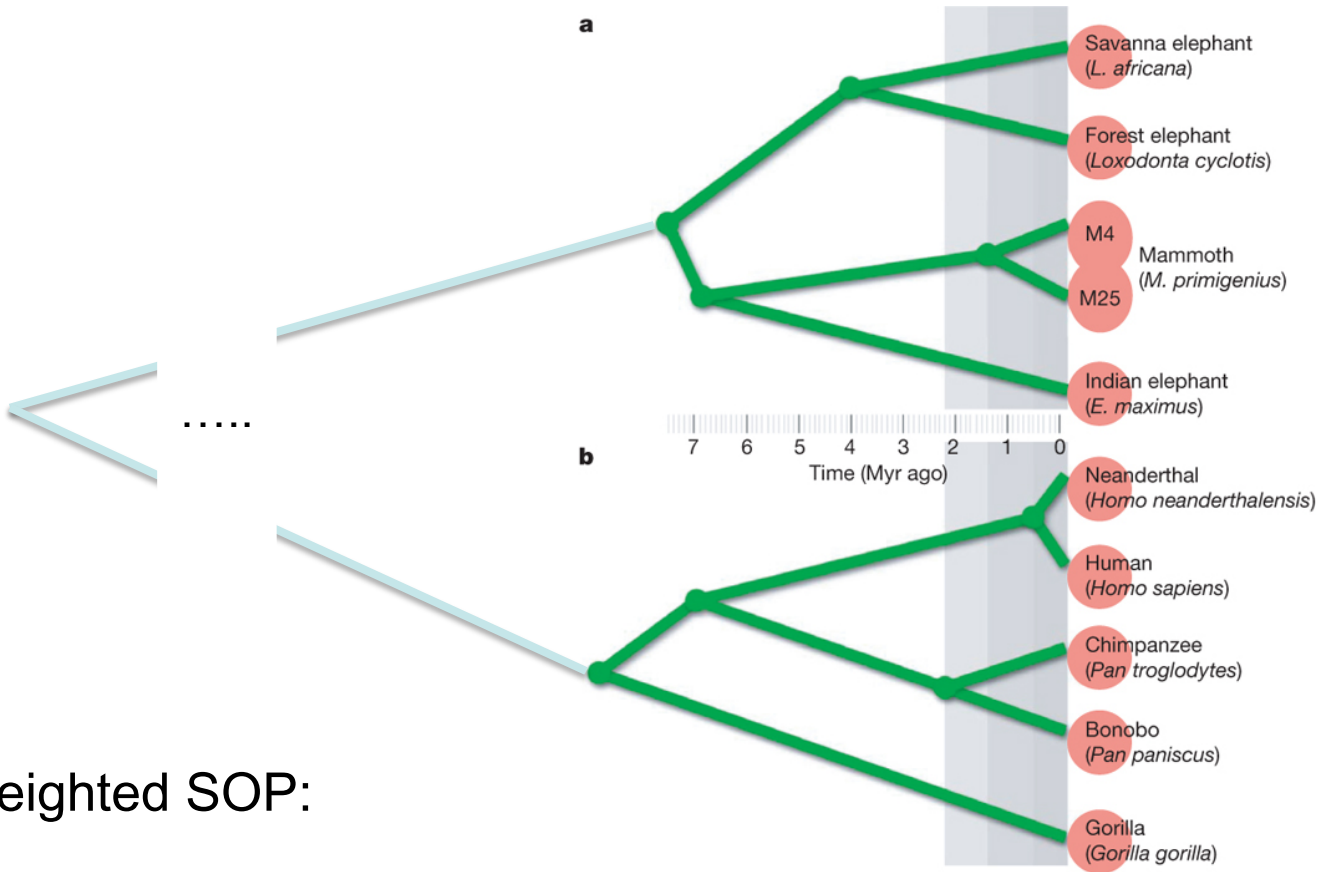 a
Savanna elephant
(L. africana)
Forest elephant
(Loxodonta cyclotis)
M4
Mammoth
(M. primigenius)
M25
Indian elephant
(E. maximus)
.....
7 6 5 4 3 2 1 0
Time (Myr ago)
b
Neanderthal
(Homo neanderthalensis)
Human
(Homo sapiens)
Chimpanzee
(Pan troglodytes)
Bonobo
(Pan paniscus)
eighted SOP:
Gorilla
(Gorilla gorilla)